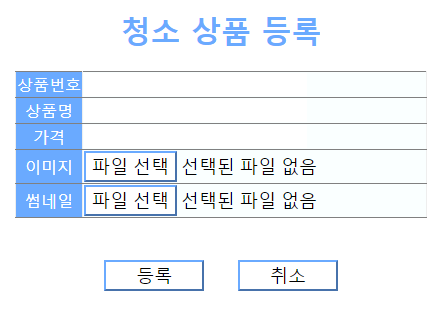 청소 상품 등록
상품번호
상품명
가격
이미지 파일 선택 선택된 파일 없음
썸네일 파일 선택 선택된 파일 없음
등록 취소